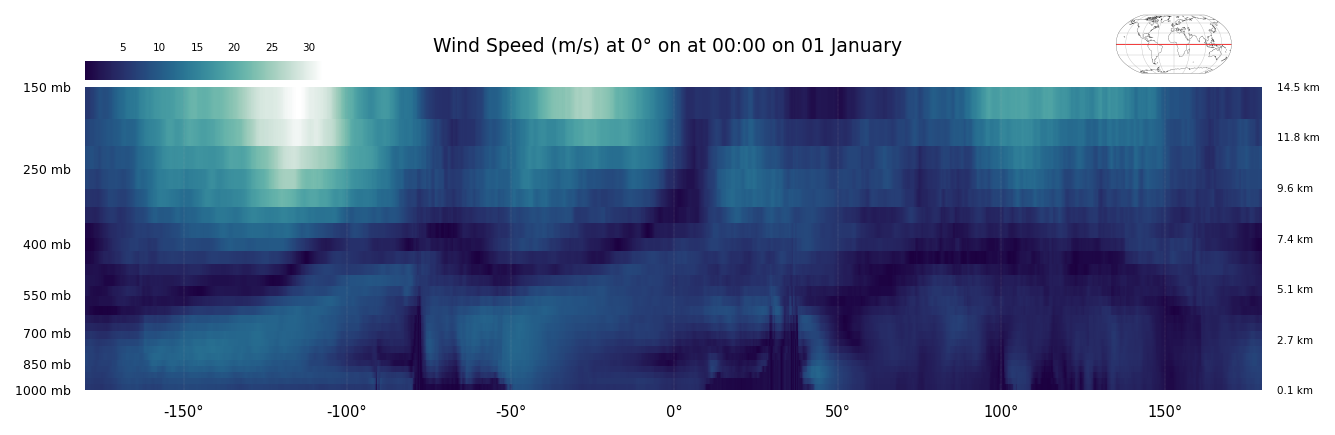 Wind Speed (m/s) at 0° on at 00:00 on 01 January
5 10 15 20 25 30
150 mb 14.5 km
11.8 km
250 mb
9.6 km
400 mb 7.4 km
550 mb 5.1 km
700 mb 2.7 km
850 mb
1000 mb 0.1 km
-150° -100° -50° 0° 50° 100° 150°